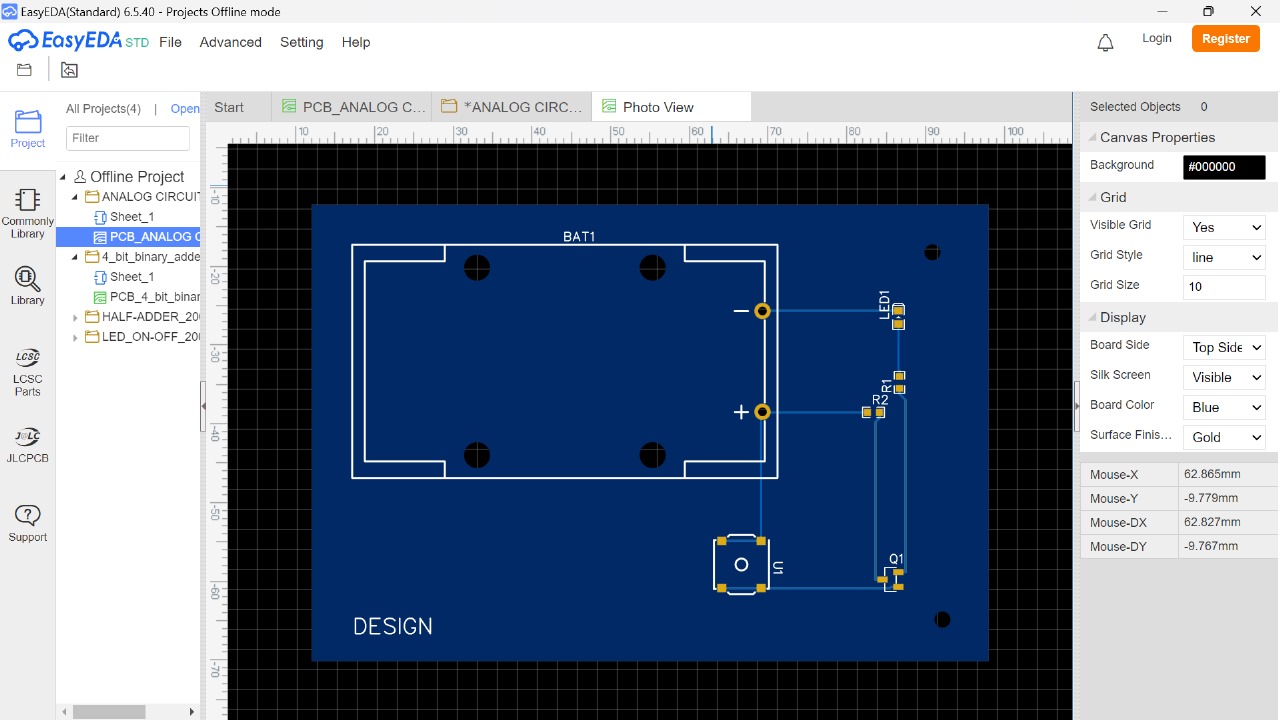 EasyEDA(Standard) 6.5.40 - Projects Offline mode
EasyEDA STD File Advanced Setting Help Login Register
Project
Commonly Library
Library
LCSC
LCSC Parts
JLCPCB
Support
All Projects(4) | Open
Filter
Offline Project
ANALOG CIRCUIT
Sheet_1
PCB_ANALOG C
4_bit_binary_adde
Sheet_1
PCB_4_bit_binar
HALF-ADDER_20
LED_ON-OFF_20
Start PCB_ANALOG C... *ANALOG CIRC... Photo View
10 20 30 40 50 60 70 80 90 100
-10
-20
-30
-40
-50
-60
-70
BAT1
−
LED1
R1
+
R2
Q1
U1
DESIGN
Selected Objects 0
Canvas Properties
Background #000000
Grid
Visible Grid Yes
Grid Style line
Grid Size 10
Display
Board Side Top Side
Silk Screen Visible
Board Color Blue
Finis... Gold
Mouse-X 62.865mm
Mouse-Y -9.779mm
Mouse-DX 62.827mm
Mouse-DY -9.767mm